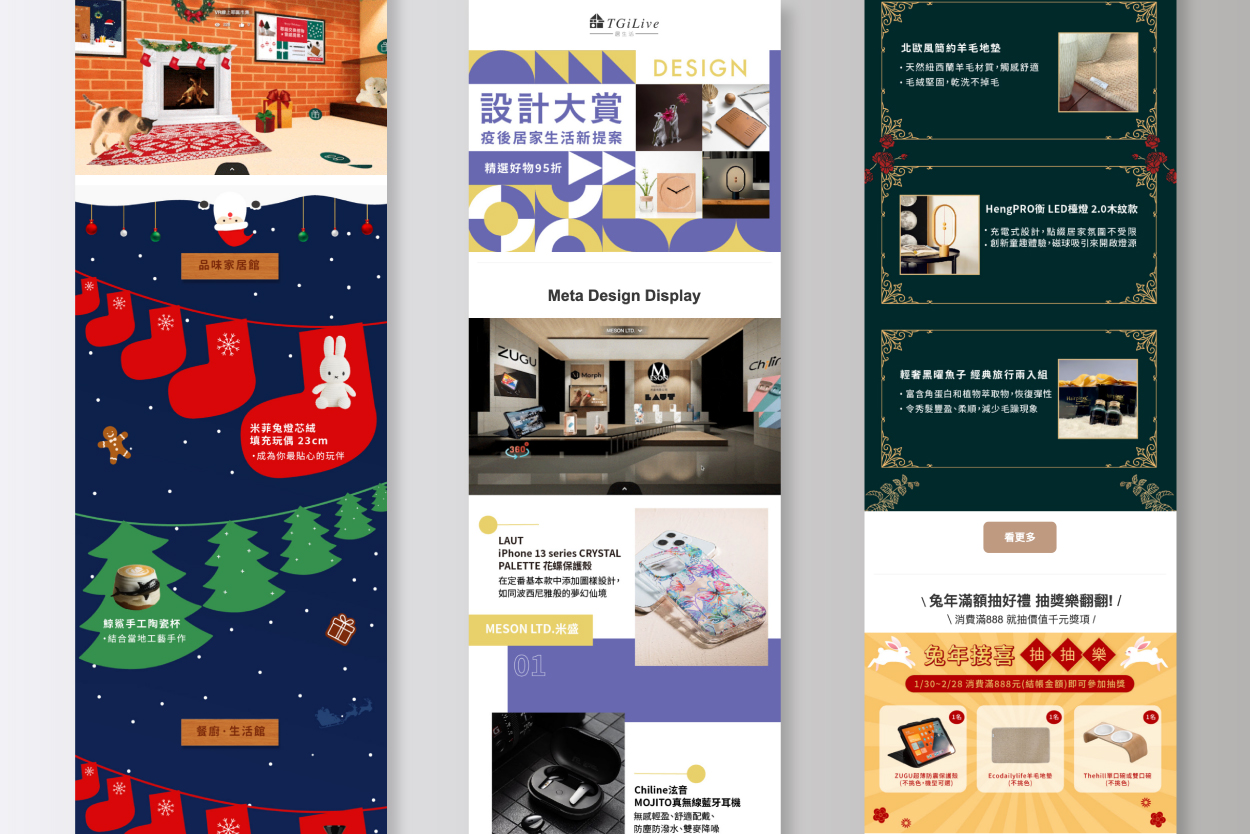 品味家居館
米菲兔燈芯絨
填充玩偶 23cm
•成為你最貼心的玩伴
鯨鯊手工陶瓷杯
•結合當地工藝手作
餐廚·生活館
TGiLive
居生活
DESIGN
設計大賞
疫後居家生活新提案
精選好物95折
Meta Design Display
MESON LTD.
ZUGU
Morph
MESON
LAUT
360°
LAUT
iPhone 13 series CRYSTAL
PALETTE 花蝶保護殼
在定番基本款中添加圖樣設計，
如同波西尼雅般的夢幻仙境
MESON LTD.米盛
01
Chiline泫音
MOJITO真無線藍牙耳機
無感輕盈、舒適配戴、
防塵防潑水、雙麥降噪
北歐風簡約羊毛地墊
•天然紐西蘭羊毛材質，觸感舒適
•毛絨堅固，乾洗不掉毛
HengPRO衡 LED檯燈 2.0木紋款
•充電式設計，點綴居家氛圍不受限
•創新童趣體驗，磁球吸引來開啟燈源
輕奢黑曜魚子 經典旅行兩入組
•富含角蛋白和植物萃取物，恢復彈性
•令秀髮豐盈、柔順，減少毛躁現象
看更多
\ 兔年滿額抽好禮 抽獎樂翻翻! /
\ 消費滿888 就抽價值千元獎項 /
兔年接喜 抽 抽 樂
1/30~2/28 消費滿888元(結帳金額)即可參加抽獎
1名
1名
1名
ZUGU超薄防震保護殼
(不挑色，機型可選)
Ecodailylife羊毛地墊
(不挑色)
Thehill單口碗或雙口碗
(不挑色)